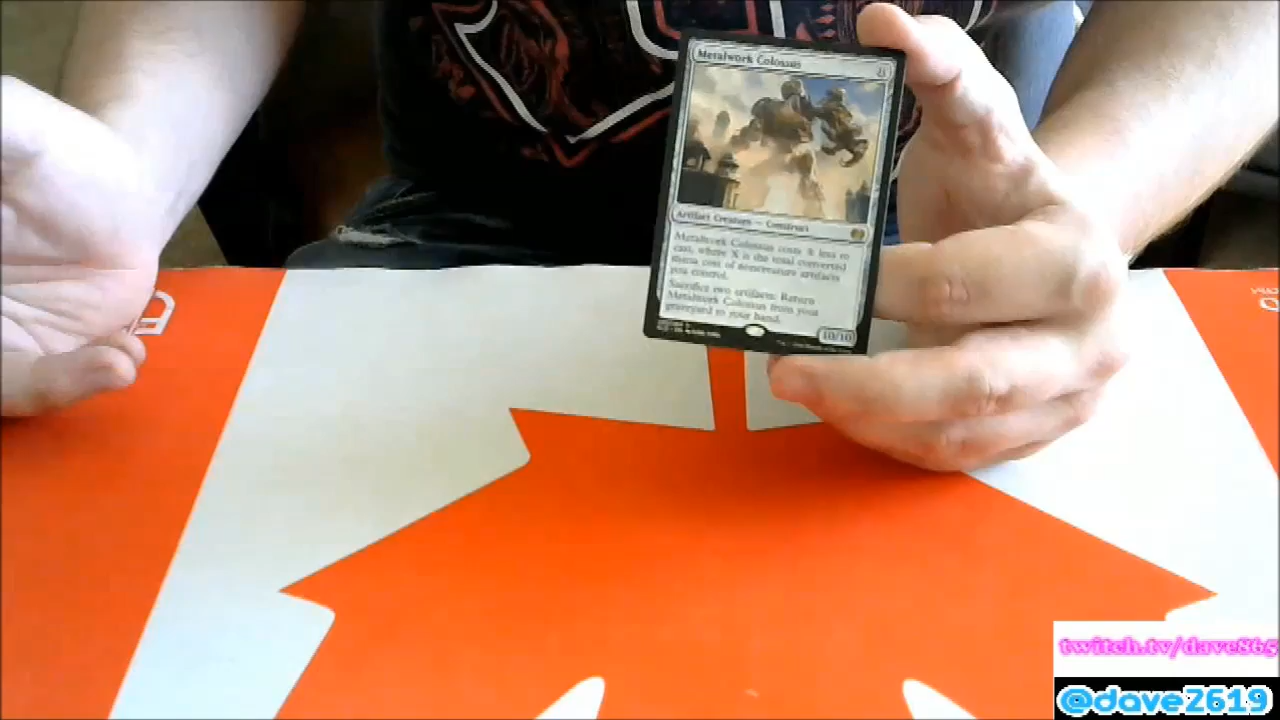 Metalwork Colossus
11
Artifact Creature — Construct
Metalwork Colossus costs X less to
cast, where X is the total converted
mana cost of noncreature artifacts
you control.
Sacrifice two artifacts: Return
Metalwork Colossus from your
graveyard to your hand.
10/10
twitch.tv/dave865
@dave2619